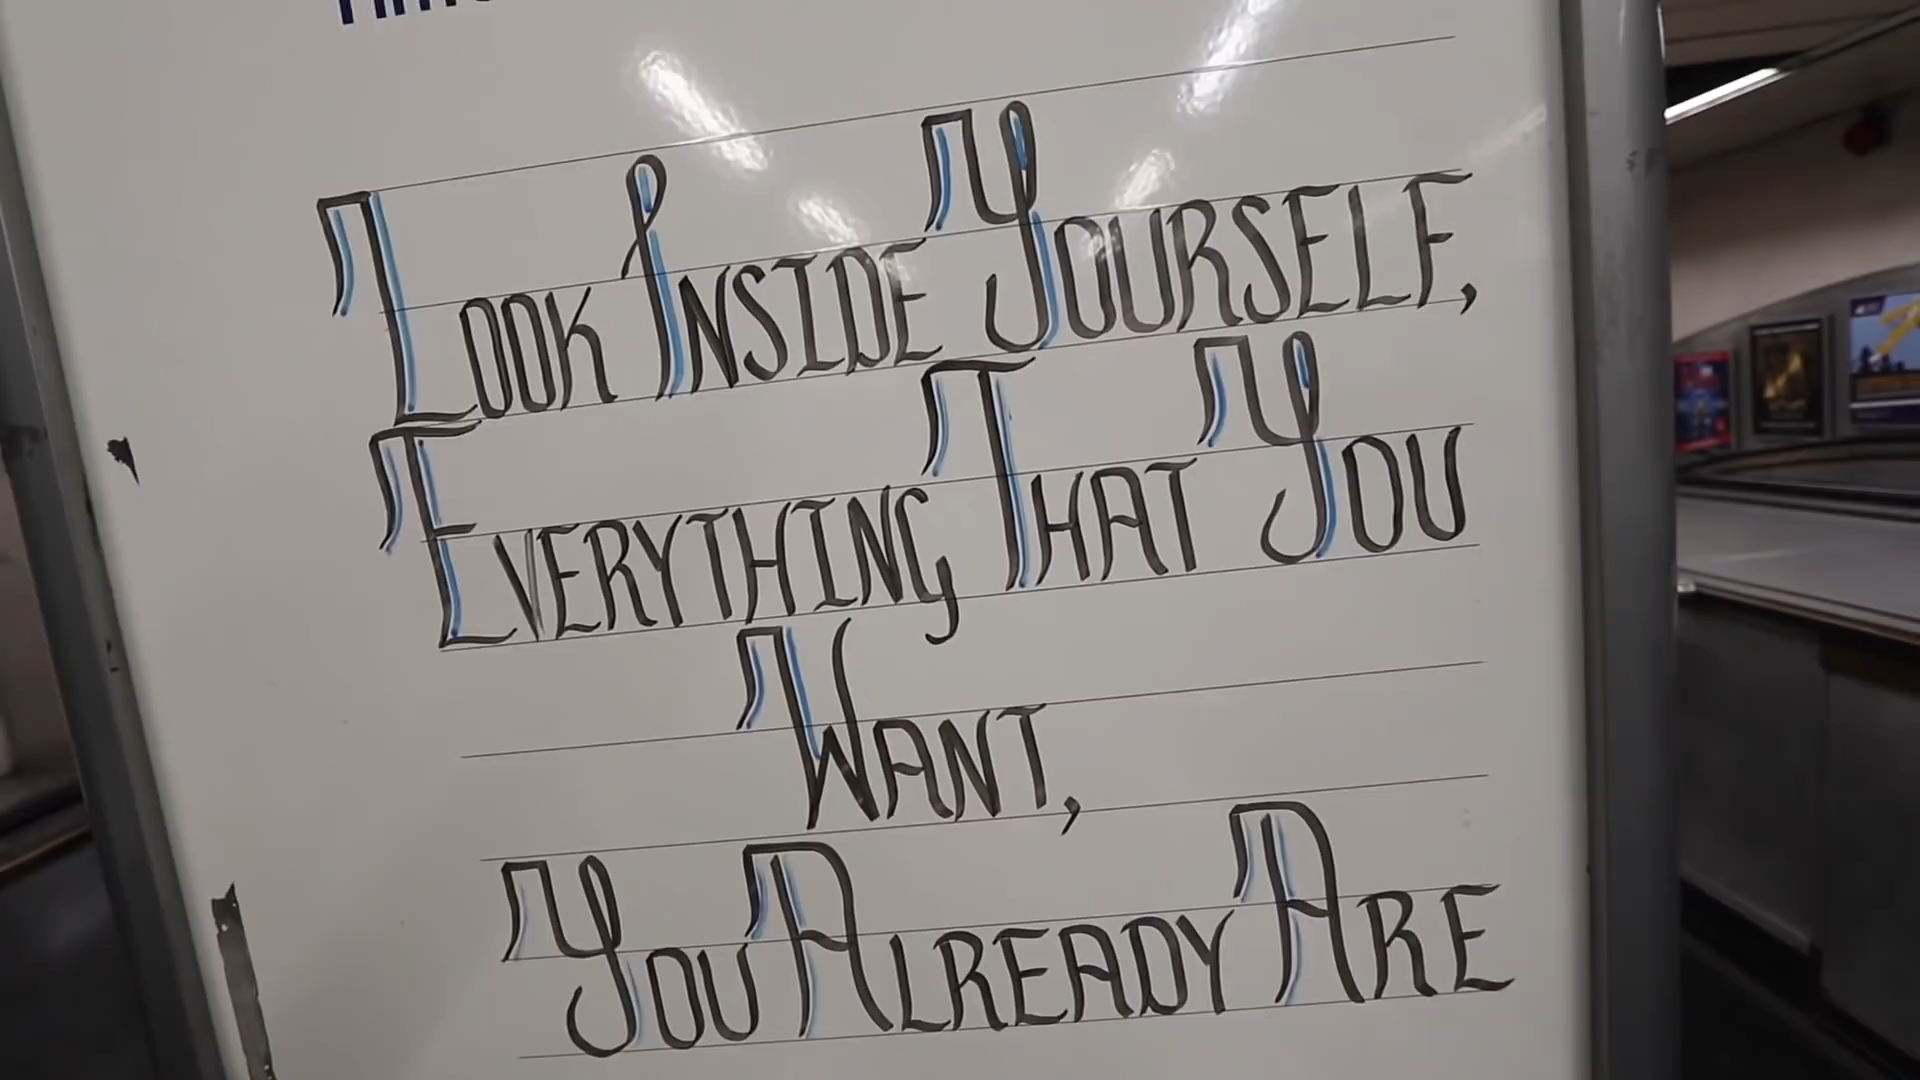 Look Inside Yourself,
Everything That You
Want,
You Already Are